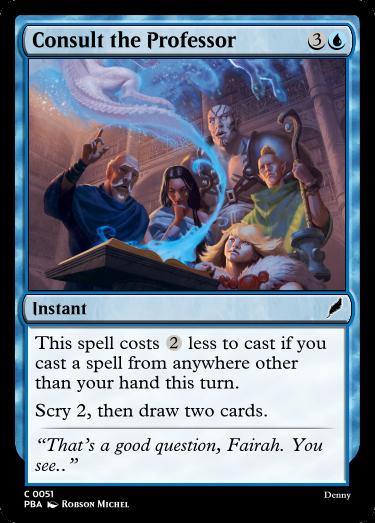 Consult the Professor 3
Instant
This spell costs 2 less to cast if you
cast a spell from anywhere other
than your hand this turn.
Scry 2, then draw two cards.
“That's a good question, Fairah. You
see..”
C 0051
PBA Robson Michel
Denny